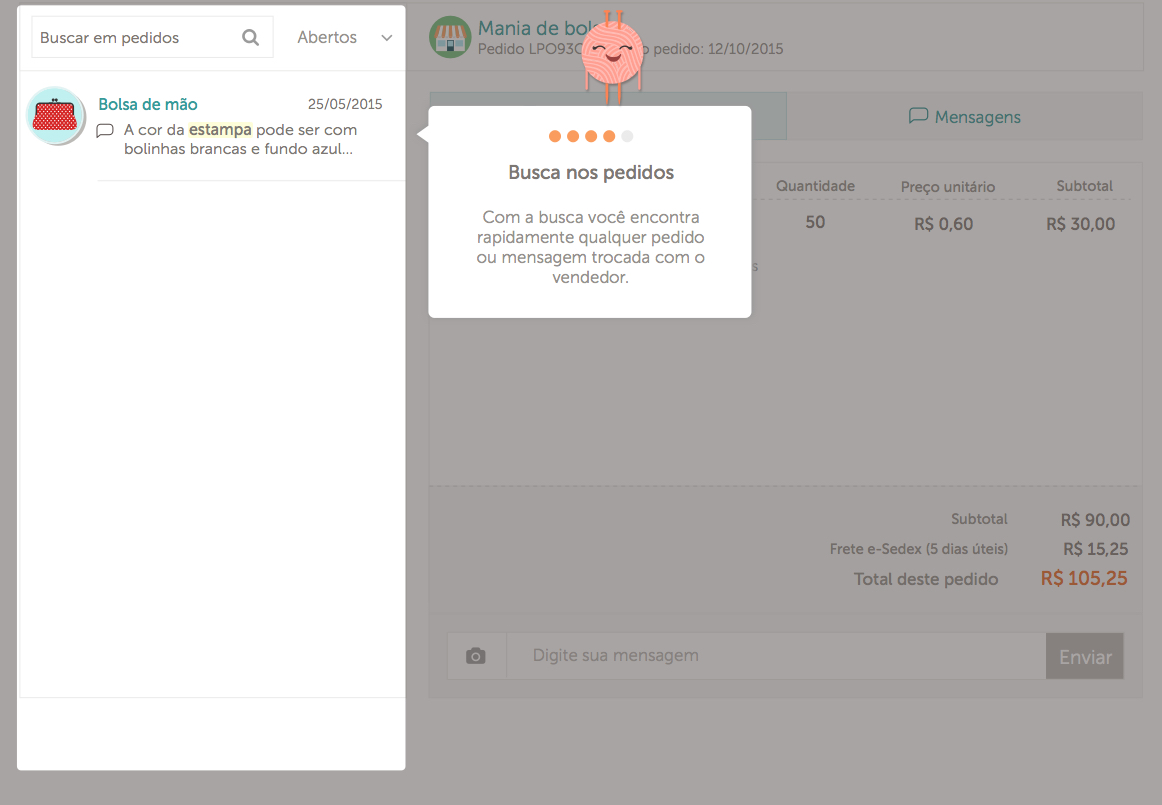 Buscar em pedidos
Abertos
Bolsa de mão
25/05/2015
A cor da estampa pode ser com
bolinhas brancas e fundo azul...
Mania de bol
Pedido LPO93
pedido: 12/10/2015
Mensagens
Busca nos pedidos
Com a busca você encontra
rapidamente qualquer pedido
ou mensagem trocada com o
vendedor.
Quantidade
Preço unitário
Subtotal
50
R$ 0,60
R$ 30,00
Subtotal
R$ 90,00
Frete e-Sedex (5 dias úteis)
R$ 15,25
Total deste pedido
R$ 105,25
Digite sua mensagem
Enviar